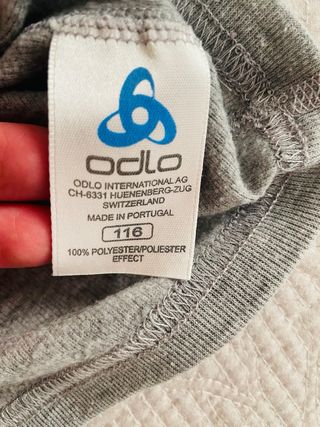 odlo
ODLO INTERNATIONAL AG
CH-6331 HUENENBERG-ZUG
SWITZERLAND
MADE IN PORTUGAL
116
100% POLYESTER/POLIESTER
EFFECT